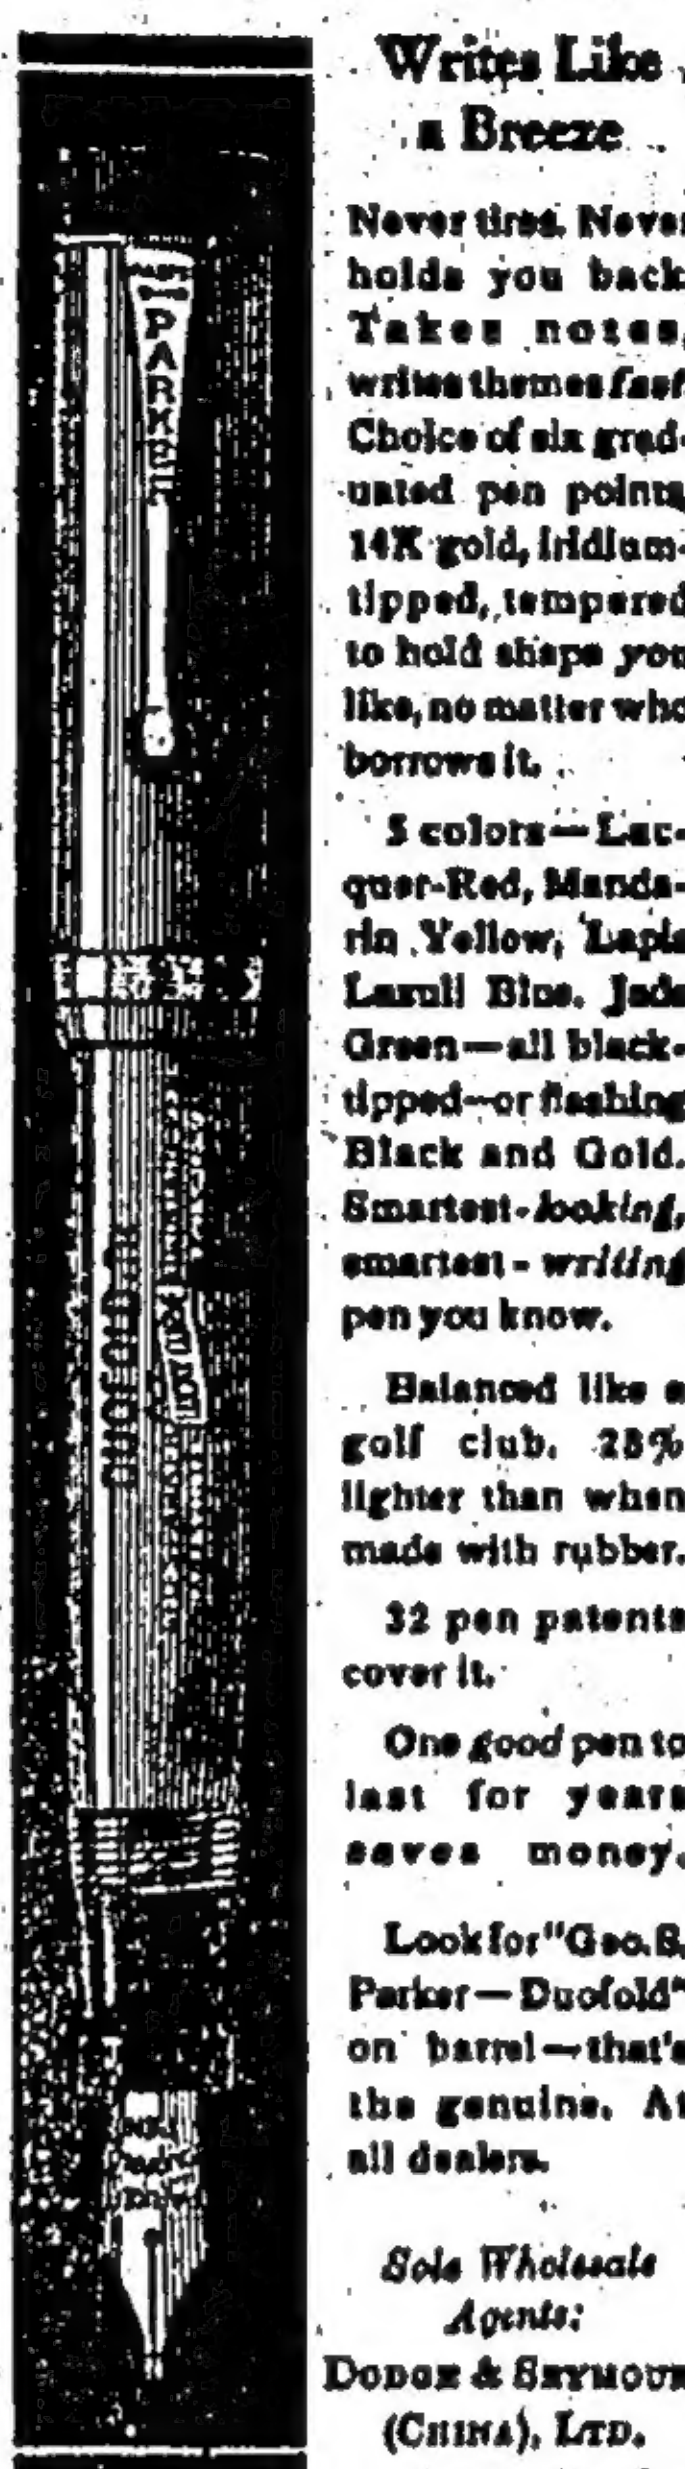 Writes Like
a Breeze
Never tires. Never
holds you back
Takes notes,
writes themes fast
Choice of six grad-
uated pen points,
14K gold, iridium-
tipped, tempered
to hold shape you
like, no matter who
borrows it.
5 colors—Lac-
quer-Red, Manda-
rin Yellow, Lapis
Lazuli Blue, Jade
Green—all black-
tipped—or flashing
Black and Gold.
Smartest-looking,
smartest-writing
pen you know.
Balanced like a
golf club. 28%
lighter than when
made with rubber.
32 pen patents
cover it.
One good pen to
last for years
saves money.
Look for "Geo. S.
Parker—Duofold"
on barrel—that's
the genuine. At
all dealers.
Sole Wholesale
Agents:
DODGE & SEYMOUR
(CHINA), LTD.
PARKER
DUOFOLD